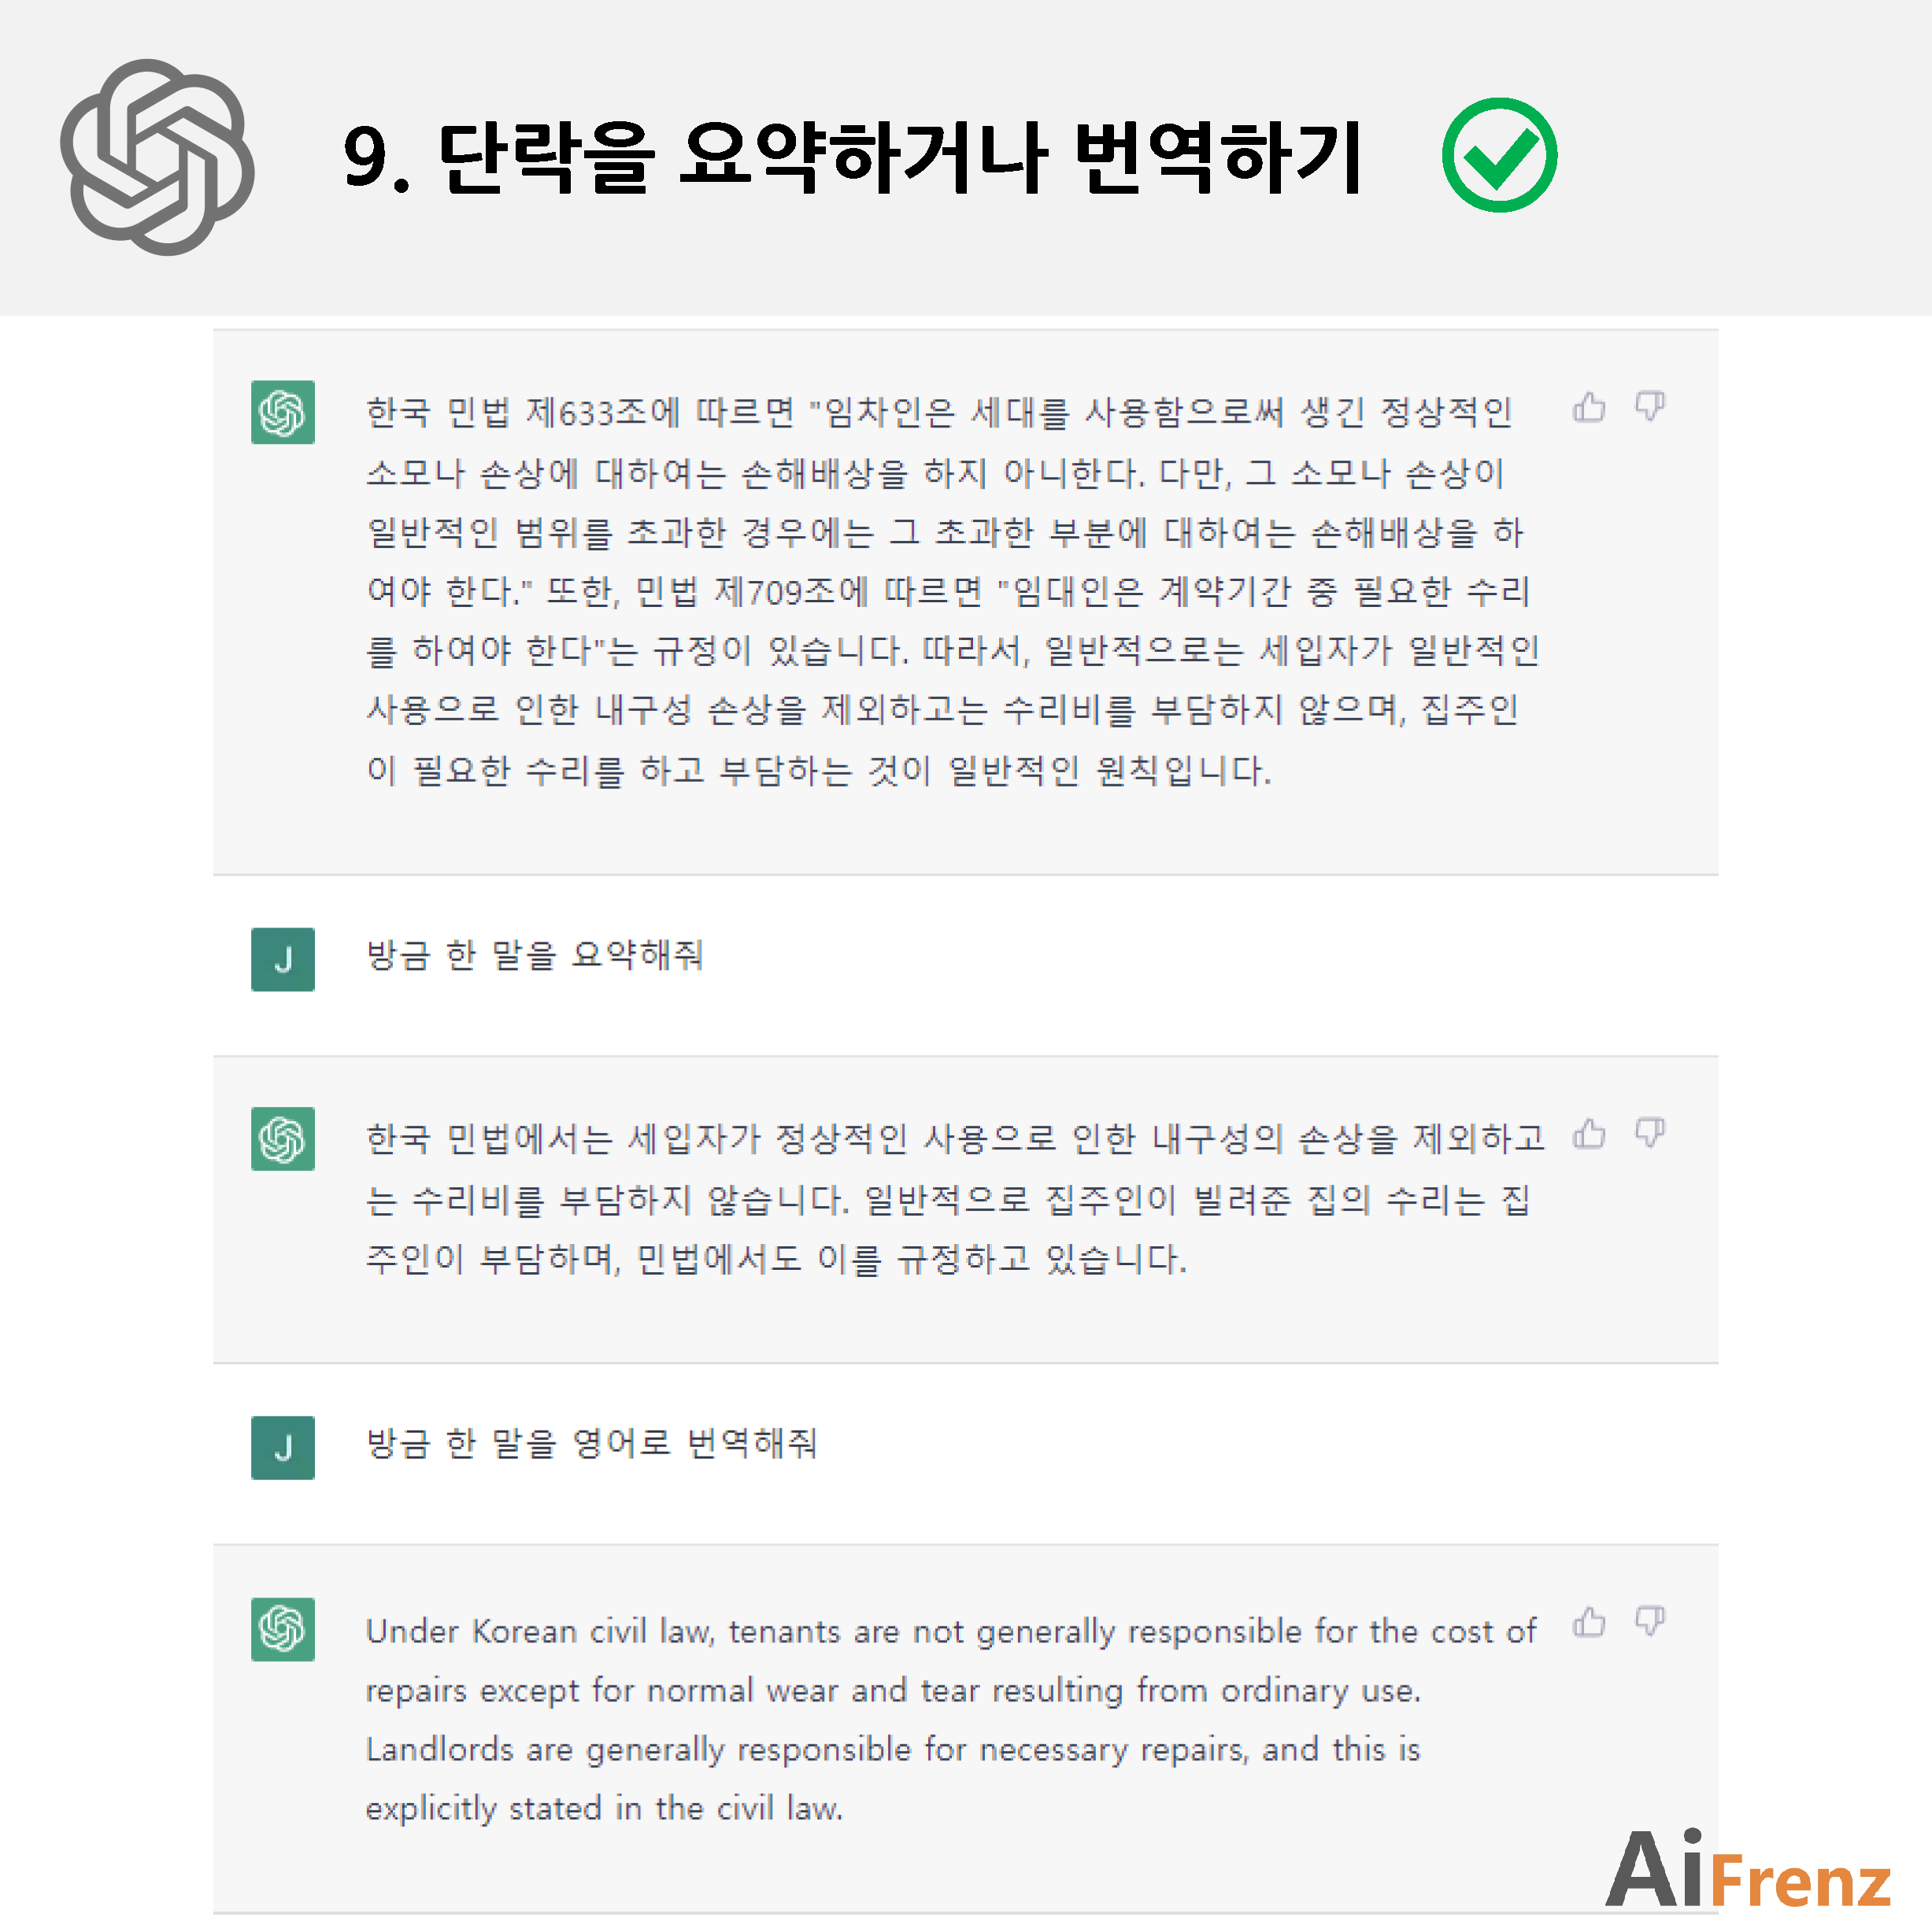 9. 단락을 요약하거나 번역하기
한국 민법 제633조에 따르면 "임차인은 세대를 사용함으로써 생긴 정상적인
소모나 손상에 대하여는 손해배상을 하지 아니한다. 다만, 그 소모나 손상이
일반적인 범위를 초과한 경우에는 그 초과한 부분에 대하여는 손해배상을 하
여야 한다." 또한, 민법 제709조에 따르면 "임대인은 계약기간 중 필요한 수리
를 하여야 한다"는 규정이 있습니다. 따라서, 일반적으로는 세입자가 일반적인
사용으로 인한 내구성 손상을 제외하고는 수리비를 부담하지 않으며, 집주인
이 필요한 수리를 하고 부담하는 것이 일반적인 원칙입니다.
J
방금 한 말을 요약해줘
한국 민법에서는 세입자가 정상적인 사용으로 인한 내구성의 손상을 제외하고
는 수리비를 부담하지 않습니다. 일반적으로 집주인이 빌려준 집의 수리는 집
주인이 부담하며, 민법에서도 이를 규정하고 있습니다.
J
방금 한 말을 영어로 번역해줘
Under Korean civil law, tenants are not generally responsible for the cost of
repairs except for normal wear and tear resulting from ordinary use.
Landlords are generally responsible for necessary repairs, and this is
explicitly stated in the civil law.
AiFrenz